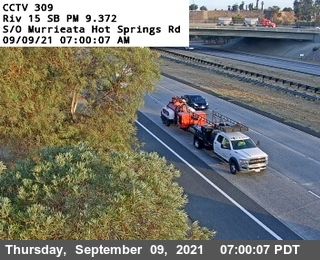 CCTV 309
Riv 15 SB PM 9.372
S/O Murrieata Hot Springs Rd
09/09/21 07:00:07 AM
Thursday, September 09, 2021 07:00:07 PDT